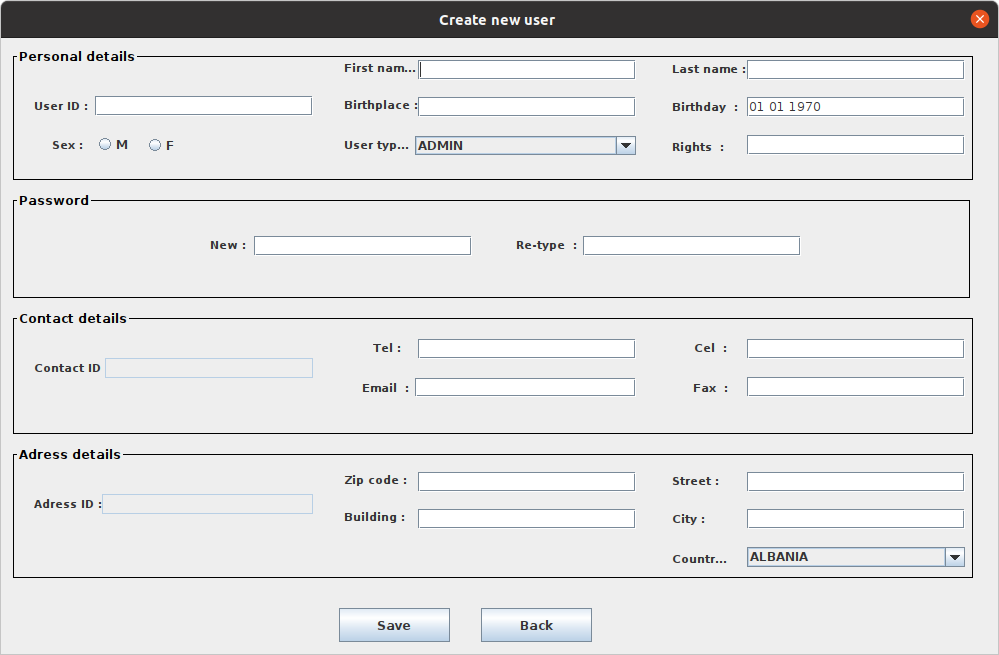 Create new user
Personal details
First nam... Last name :
User ID : Birthplace : Birthday : 01 01 1970
Sex : M F User typ... ADMIN Rights :
Password
New : Re-type :
Contact details
Tel : Cel :
Contact ID
Email : Fax :
Adress details
Zip code : Street :
Adress ID :
Building : City :
Countr... ALBANIA
Save Back